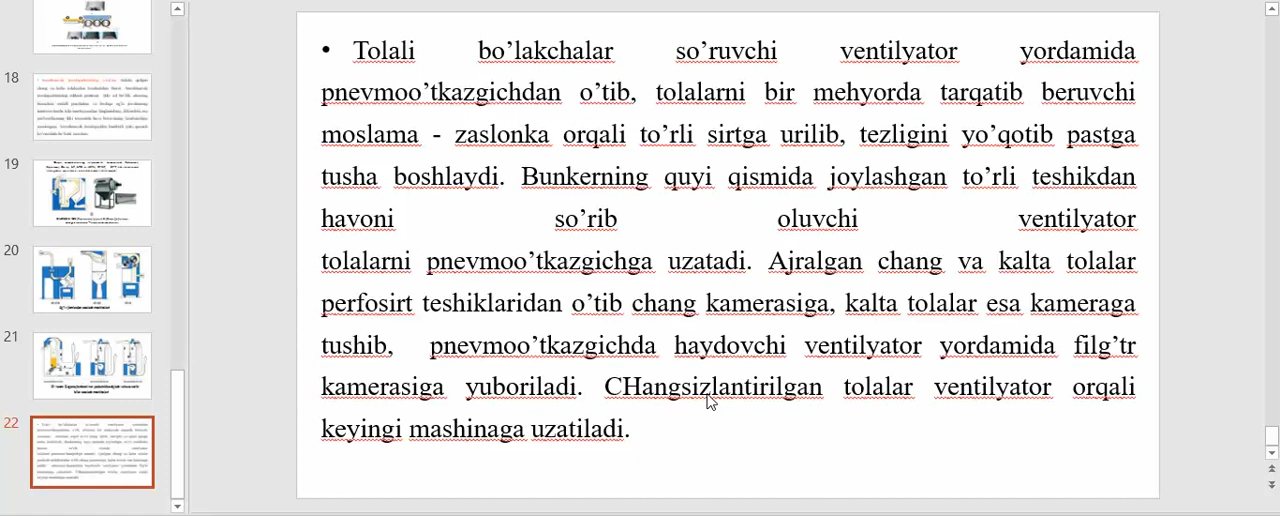 18
19
20
21
22
• Tolali bo’lakchalar so’ruvchi ventilyator yordamida
pnevmoo’tkazgichdan o’tib, tolalarni bir mehyorda tarqatib beruvchi
moslama - zaslonka orqali to’rli sirtga urilib, tezligini yo’qotib pastga
tusha boshlaydi. Bunkerning quyi qismida joylashgan to’rli teshikdan
havoni so’rib oluvchi ventilyator
tolalarni pnevmoo’tkazgichga uzatadi. Ajralgan chang va kalta tolalar
perfosirt teshiklaridan o’tib chang kamerasiga, kalta tolalar esa kameraga
tushib, pnevmoo’tkazgichda haydovchi ventilyator yordamida filg’tr
kamerasiga yuboriladi. CHangsizlantirilgan tolalar ventilyator orqali
keyingi mashinaga uzatiladi.